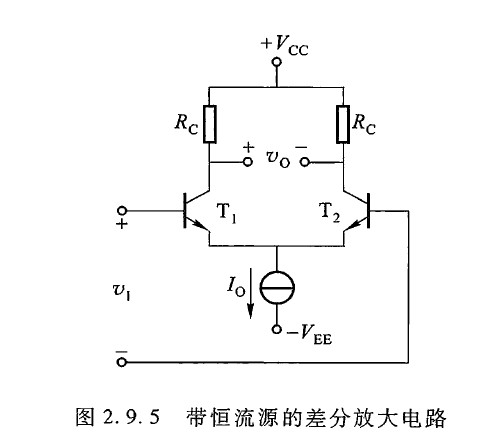 +V_CC
R_C
R_C
+ v_O −
T_1
T_2
+
v_I
I_O
−V_EE
−
图 2.9.5 带恒流源的差分放大电路